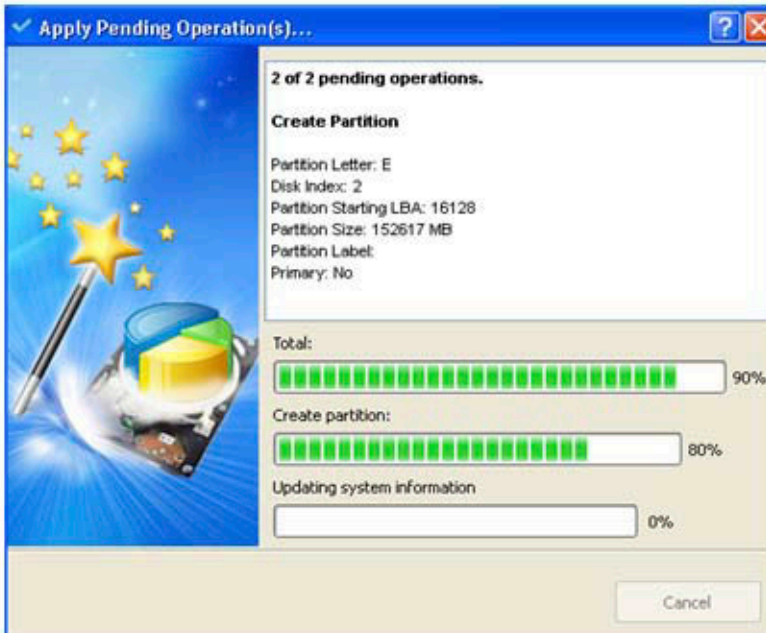 Apply Pending Operation(s)...
2 of 2 pending operations.
Create Partition
Partition Letter: E
Disk Index: 2
Partition Starting LBA: 16128
Partition Size: 152617 MB
Partition Label:
Primary: No
Total:
90%
Create partition:
80%
Updating system information
0%
Cancel